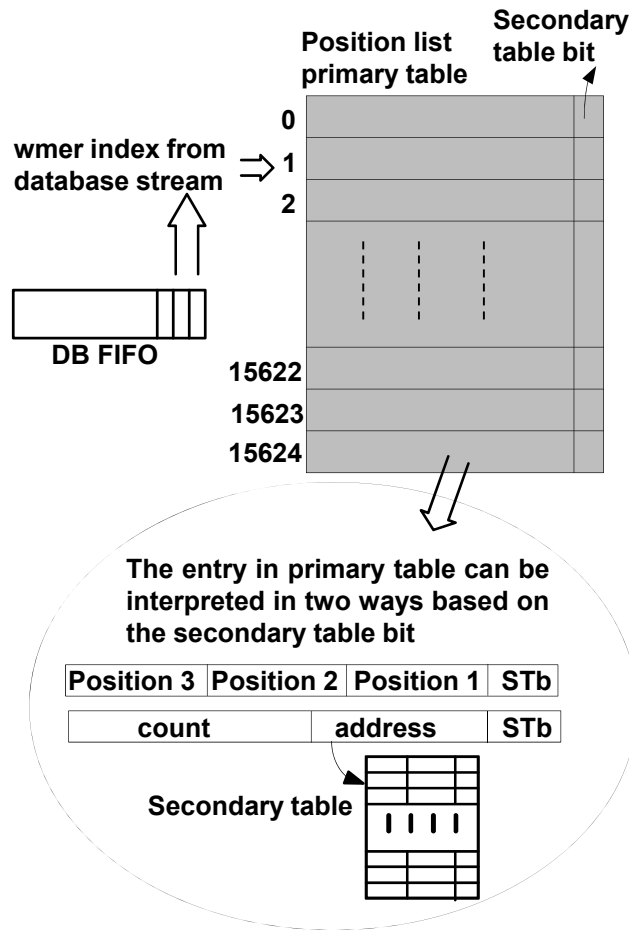 Position list
primary table
Secondary
table bit
0
1
2
wmer index from
database stream
DB FIFO
15622
15623
15624
The entry in primary table can be
interpreted in two ways based on
the secondary table bit
Position 3 Position 2 Position 1 STb
count address STb
Secondary table